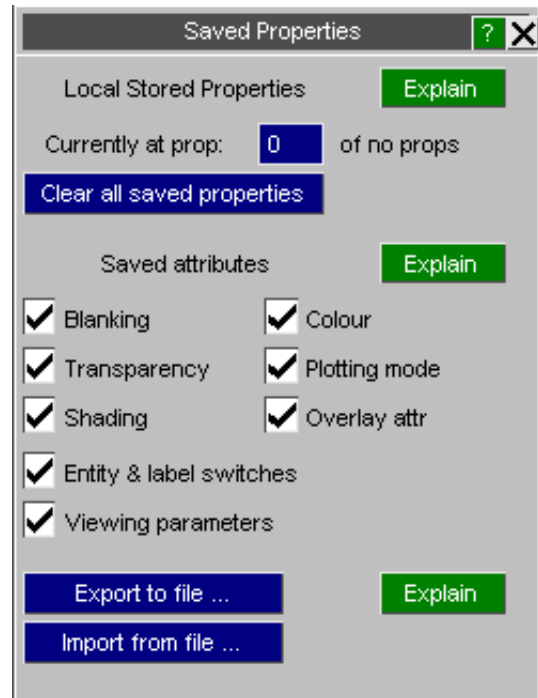 Saved Properties ? X
Local Stored Properties Explain
Currently at prop: 0 of no props
Clear all saved properties
Saved attributes Explain
Blanking Colour
Transparency Plotting mode
Shading Overlay attr
Entity & label switches
Viewing parameters
Export to file ... Explain
Import from file ...